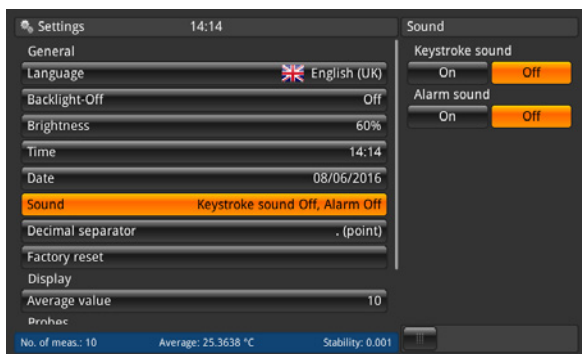 Settings 14:14
General
Language English (UK)
Backlight-Off Off
Brightness 60%
Time 14:14
Date 08/06/2016
Sound Keystroke sound Off, Alarm Off
Decimal separator . (point)
Factory reset
Display
Average value 10
Probes
No. of meas.: 10 Average: 25.3638 °C Stability: 0.001
Sound
Keystroke sound
On Off
Alarm sound
On Off